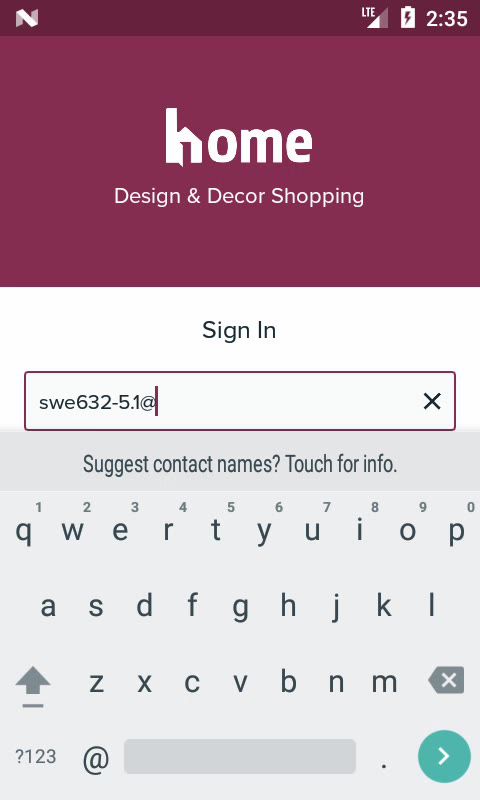 LTE 2:35
home
Design & Decor Shopping
Sign In
swe632-5.1@
Suggest contact names? Touch for info.
1 2 3 4 5 6 7 8 9 0
q w e r t y u i o p
a s d f g h j k l
z x c v b n m
?123 @ .